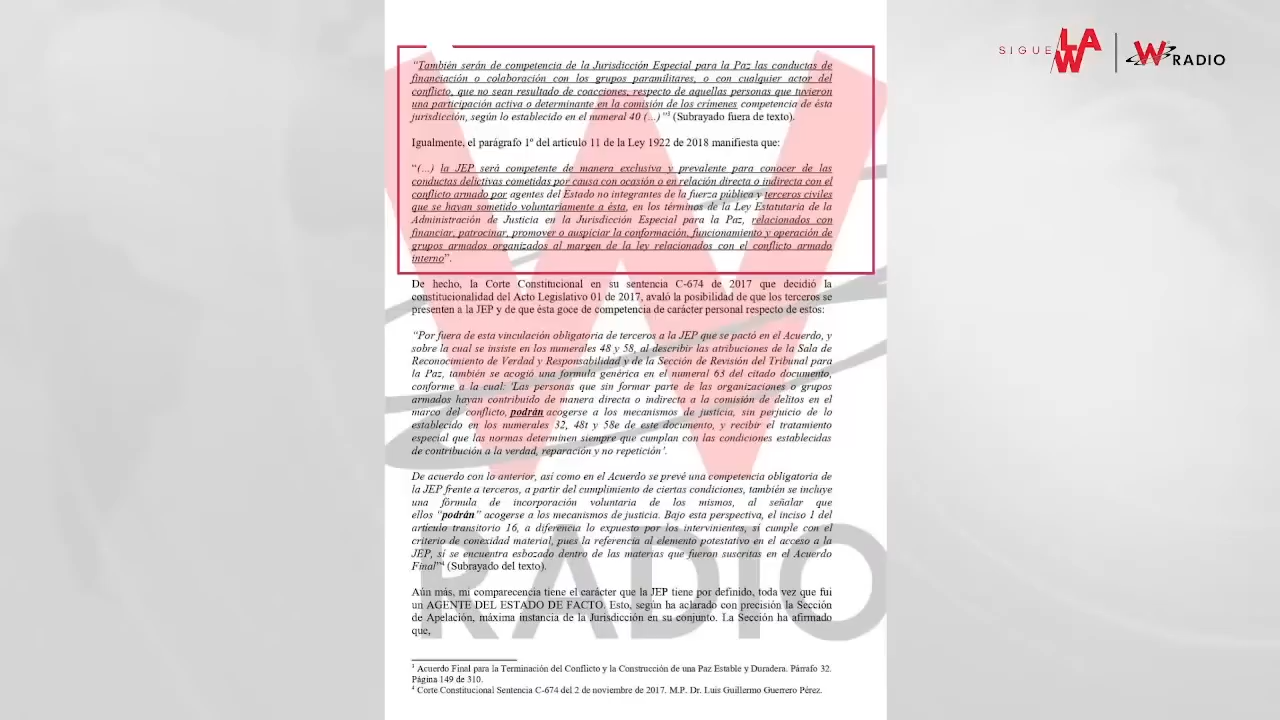 SIGUE LA W
W RADIO
“También serán de competencia de la Jurisdicción Especial para la Paz las conductas de
financiación o colaboración con los grupos paramilitares, o con cualquier actor del
conflicto, que no sean resultado de coacciones, respecto de aquellas personas que tuvieron
una participación activa o determinante en la comisión de los crímenes competencia de ésta
jurisdicción, según lo establecido en el numeral 40 (...)”³ (Subrayado fuera de texto).
Igualmente, el parágrafo 1º del artículo 11 de la Ley 1922 de 2018 manifiesta que:
“(...) la JEP será competente de manera exclusiva y prevalente para conocer de las
conductas delictivas cometidas por causa con ocasión o en relación directa o indirecta con el
conflicto armado por agentes del Estado no integrantes de la fuerza pública y terceros civiles
que se hayan sometido voluntariamente a ésta, en los términos de la Ley Estatutaria de la
Administración de Justicia en la Jurisdicción Especial para la Paz, relacionados con
financiar, patrocinar, promover o auspiciar la conformación, funcionamiento y operación de
grupos armados organizados al margen de la ley relacionados con el conflicto armado
interno”.
De hecho, la Corte Constitucional en su sentencia C-674 de 2017 que decidió la
constitucionalidad del Acto Legislativo 01 de 2017, avaló la posibilidad de que los terceros se
presenten a la JEP y de que ésta goce de competencia de carácter personal respecto de estos:
“Por fuera de esta vinculación obligatoria de terceros a la JEP que se pactó en el Acuerdo, y
sobre la cual se insiste en los numerales 48 y 58, al describir las atribuciones de la Sala de
Reconocimiento de Verdad y Responsabilidad y de la Sección de Revisión del Tribunal para
la Paz, también se acogió una formula genérica en el numeral 63 del citado documento,
conforme a la cual: ‘Las personas que sin formar parte de las organizaciones o grupos
armados hayan contribuido de manera directa o indirecta a la comisión de delitos en el
marco del conflicto, podrán acogerse a los mecanismos de justicia, sin perjuicio de lo
establecido en los numerales 32, 48t y 58e de este documento, y recibir el tratamiento
especial que las normas determinen siempre que cumplan con las condiciones establecidas
de contribución a la verdad, reparación y no repetición’.
De acuerdo con lo anterior, así como en el Acuerdo se prevé una competencia obligatoria de
la JEP frente a terceros, a partir del cumplimiento de ciertas condiciones, también se incluye
una fórmula de incorporación voluntaria de los mismos, al señalar que
ellos “podrán” acogerse a los mecanismos de justicia. Bajo esta perspectiva, el inciso 1 del
artículo transitorio 16, a diferencia lo expuesto por los intervinientes, sí cumple con el
criterio de conexidad material, pues la referencia al elemento potestativo en el acceso a la
JEP, sí se encuentra esbozado dentro de las materias que fueron suscritas en el Acuerdo
Final”⁴ (Subrayado del texto).
Aún más, mi comparecencia tiene el carácter que la JEP tiene por definido, toda vez que fui
un AGENTE DEL ESTADO DE FACTO. Esto, según ha aclarado con precisión la Sección
de Apelación, máxima instancia de la Jurisdicción en su conjunto. La Sección ha afirmado
que,
³ Acuerdo Final para la Terminación del Conflicto y la Construcción de una Paz Estable y Duradera. Párrafo 32.
Página 149 de 310.
⁴ Corte Constitucional Sentencia C-674 del 2 de noviembre de 2017. M.P. Dr. Luis Guillermo Guerrero Pérez.
W
RADIO